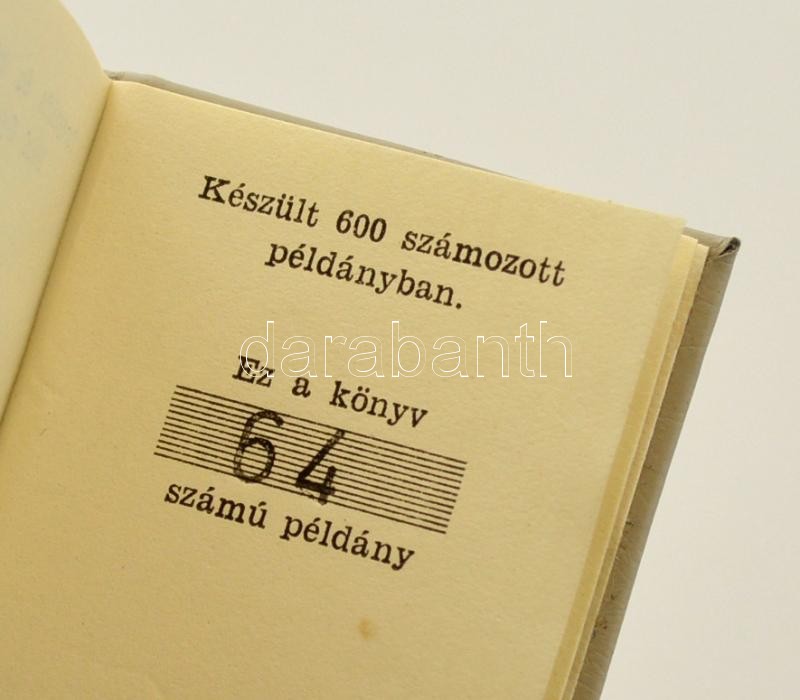 Készült 600 számozott
példányban.
darabanth
Ez a könyv
64
számú példány